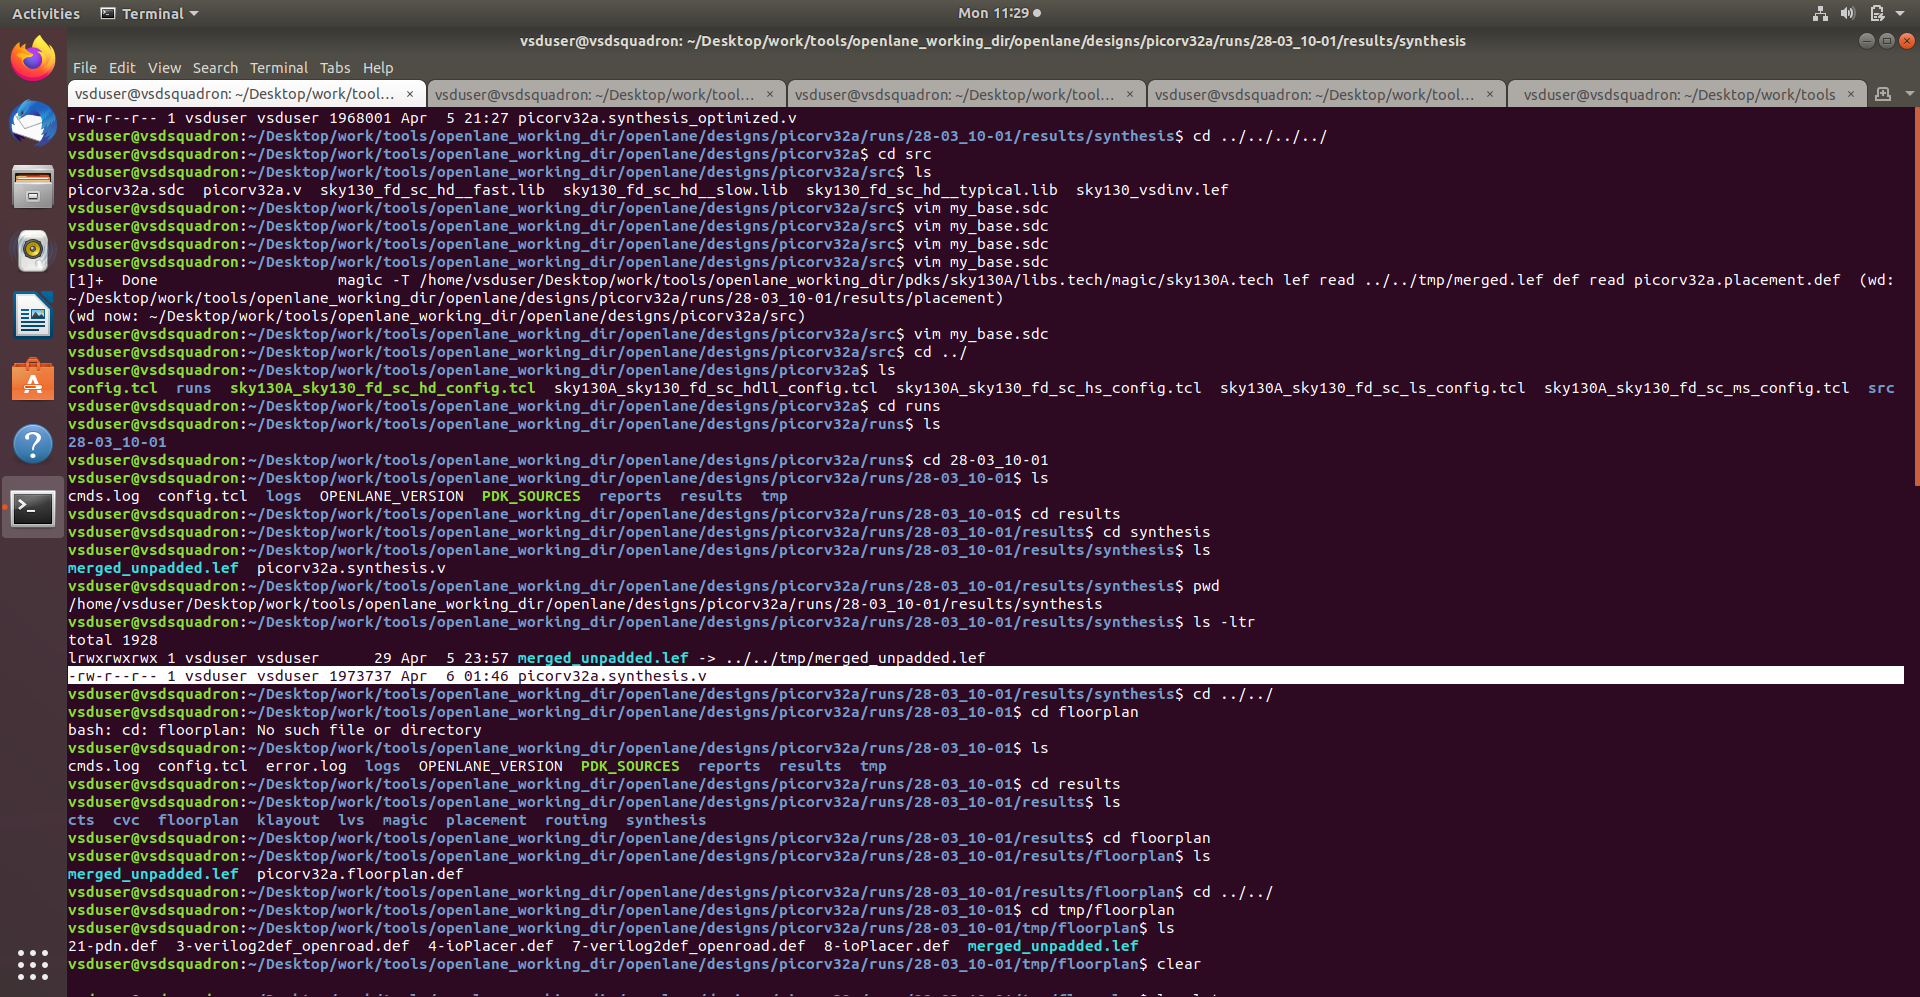 Activities
Terminal
Mon 11:29
vsduser@vsdsquadron: ~/Desktop/work/tools/openlane_working_dir/openlane/designs/picorv32a/runs/28-03_10-01/results/synthesis
File Edit View Search Terminal Tabs Help
vsduser@vsdsquadron: ~/Desktop/work/tool... × vsduser@vsdsquadron: ~/Desktop/work/tool... × vsduser@vsdsquadron: ~/Desktop/work/tool... × vsduser@vsdsquadron: ~/Desktop/work/tool... × vsduser@vsdsquadron: ~/Desktop/work/tools ×
-rw-r--r-- 1 vsduser vsduser 1968001 Apr  5 21:27 picorv32a.synthesis_optimized.v
vsduser@vsdsquadron:~/Desktop/work/tools/openlane_working_dir/openlane/designs/picorv32a/runs/28-03_10-01/results/synthesis$ cd ../../../../
vsduser@vsdsquadron:~/Desktop/work/tools/openlane_working_dir/openlane/designs/picorv32a$ cd src
vsduser@vsdsquadron:~/Desktop/work/tools/openlane_working_dir/openlane/designs/picorv32a/src$ ls
picorv32a.sdc  picorv32a.v  sky130_fd_sc_hd__fast.lib  sky130_fd_sc_hd__slow.lib  sky130_fd_sc_hd__typical.lib  sky130_vsdinv.lef
vsduser@vsdsquadron:~/Desktop/work/tools/openlane_working_dir/openlane/designs/picorv32a/src$ vim my_base.sdc
vsduser@vsdsquadron:~/Desktop/work/tools/openlane_working_dir/openlane/designs/picorv32a/src$ vim my_base.sdc
vsduser@vsdsquadron:~/Desktop/work/tools/openlane_working_dir/openlane/designs/picorv32a/src$ vim my_base.sdc
vsduser@vsdsquadron:~/Desktop/work/tools/openlane_working_dir/openlane/designs/picorv32a/src$ vim my_base.sdc
[1]+  Done                    magic -T /home/vsduser/Desktop/work/tools/openlane_working_dir/pdks/sky130A/libs.tech/magic/sky130A.tech lef read ../../tmp/merged.lef def read picorv32a.placement.def  (wd:
~/Desktop/work/tools/openlane_working_dir/openlane/designs/picorv32a/runs/28-03_10-01/results/placement)
(wd now: ~/Desktop/work/tools/openlane_working_dir/openlane/designs/picorv32a/src)
vsduser@vsdsquadron:~/Desktop/work/tools/openlane_working_dir/openlane/designs/picorv32a/src$ vim my_base.sdc
vsduser@vsdsquadron:~/Desktop/work/tools/openlane_working_dir/openlane/designs/picorv32a/src$ cd ../
vsduser@vsdsquadron:~/Desktop/work/tools/openlane_working_dir/openlane/designs/picorv32a$ ls
config.tcl  runs  sky130A_sky130_fd_sc_hd_config.tcl  sky130A_sky130_fd_sc_hdll_config.tcl  sky130A_sky130_fd_sc_hs_config.tcl  sky130A_sky130_fd_sc_ls_config.tcl  sky130A_sky130_fd_sc_ms_config.tcl  src
vsduser@vsdsquadron:~/Desktop/work/tools/openlane_working_dir/openlane/designs/picorv32a$ cd runs
vsduser@vsdsquadron:~/Desktop/work/tools/openlane_working_dir/openlane/designs/picorv32a/runs$ ls
28-03_10-01
vsduser@vsdsquadron:~/Desktop/work/tools/openlane_working_dir/openlane/designs/picorv32a/runs$ cd 28-03_10-01
vsduser@vsdsquadron:~/Desktop/work/tools/openlane_working_dir/openlane/designs/picorv32a/runs/28-03_10-01$ ls
cmds.log  config.tcl  logs  OPENLANE_VERSION  PDK_SOURCES  reports  results  tmp
vsduser@vsdsquadron:~/Desktop/work/tools/openlane_working_dir/openlane/designs/picorv32a/runs/28-03_10-01$ cd results
vsduser@vsdsquadron:~/Desktop/work/tools/openlane_working_dir/openlane/designs/picorv32a/runs/28-03_10-01/results$ cd synthesis
vsduser@vsdsquadron:~/Desktop/work/tools/openlane_working_dir/openlane/designs/picorv32a/runs/28-03_10-01/results/synthesis$ ls
merged_unpadded.lef  picorv32a.synthesis.v
vsduser@vsdsquadron:~/Desktop/work/tools/openlane_working_dir/openlane/designs/picorv32a/runs/28-03_10-01/results/synthesis$ pwd
/home/vsduser/Desktop/work/tools/openlane_working_dir/openlane/designs/picorv32a/runs/28-03_10-01/results/synthesis
vsduser@vsdsquadron:~/Desktop/work/tools/openlane_working_dir/openlane/designs/picorv32a/runs/28-03_10-01/results/synthesis$ ls -ltr
total 1928
lrwxrwxrwx 1 vsduser vsduser      29 Apr  5 23:57 merged_unpadded.lef -> ../../tmp/merged_unpadded.lef
-rw-r--r-- 1 vsduser vsduser 1973737 Apr  6 01:46 picorv32a.synthesis.v
vsduser@vsdsquadron:~/Desktop/work/tools/openlane_working_dir/openlane/designs/picorv32a/runs/28-03_10-01/results/synthesis$ cd ../../
vsduser@vsdsquadron:~/Desktop/work/tools/openlane_working_dir/openlane/designs/picorv32a/runs/28-03_10-01$ cd floorplan
bash: cd: floorplan: No such file or directory
vsduser@vsdsquadron:~/Desktop/work/tools/openlane_working_dir/openlane/designs/picorv32a/runs/28-03_10-01$ ls
cmds.log  config.tcl  error.log  logs  OPENLANE_VERSION  PDK_SOURCES  reports  results  tmp
vsduser@vsdsquadron:~/Desktop/work/tools/openlane_working_dir/openlane/designs/picorv32a/runs/28-03_10-01$ cd results
vsduser@vsdsquadron:~/Desktop/work/tools/openlane_working_dir/openlane/designs/picorv32a/runs/28-03_10-01/results$ ls
cts  cvc  floorplan  klayout  lvs  magic  placement  routing  synthesis
vsduser@vsdsquadron:~/Desktop/work/tools/openlane_working_dir/openlane/designs/picorv32a/runs/28-03_10-01/results$ cd floorplan
vsduser@vsdsquadron:~/Desktop/work/tools/openlane_working_dir/openlane/designs/picorv32a/runs/28-03_10-01/results/floorplan$ ls
merged_unpadded.lef  picorv32a.floorplan.def
vsduser@vsdsquadron:~/Desktop/work/tools/openlane_working_dir/openlane/designs/picorv32a/runs/28-03_10-01/results/floorplan$ cd ../../
vsduser@vsdsquadron:~/Desktop/work/tools/openlane_working_dir/openlane/designs/picorv32a/runs/28-03_10-01$ cd tmp/floorplan
vsduser@vsdsquadron:~/Desktop/work/tools/openlane_working_dir/openlane/designs/picorv32a/runs/28-03_10-01/tmp/floorplan$ ls
21-pdn.def  3-verilog2def_openroad.def  4-ioPlacer.def  7-verilog2def_openroad.def  8-ioPlacer.def  merged_unpadded.lef
vsduser@vsdsquadron:~/Desktop/work/tools/openlane_working_dir/openlane/designs/picorv32a/runs/28-03_10-01/tmp/floorplan$ clear